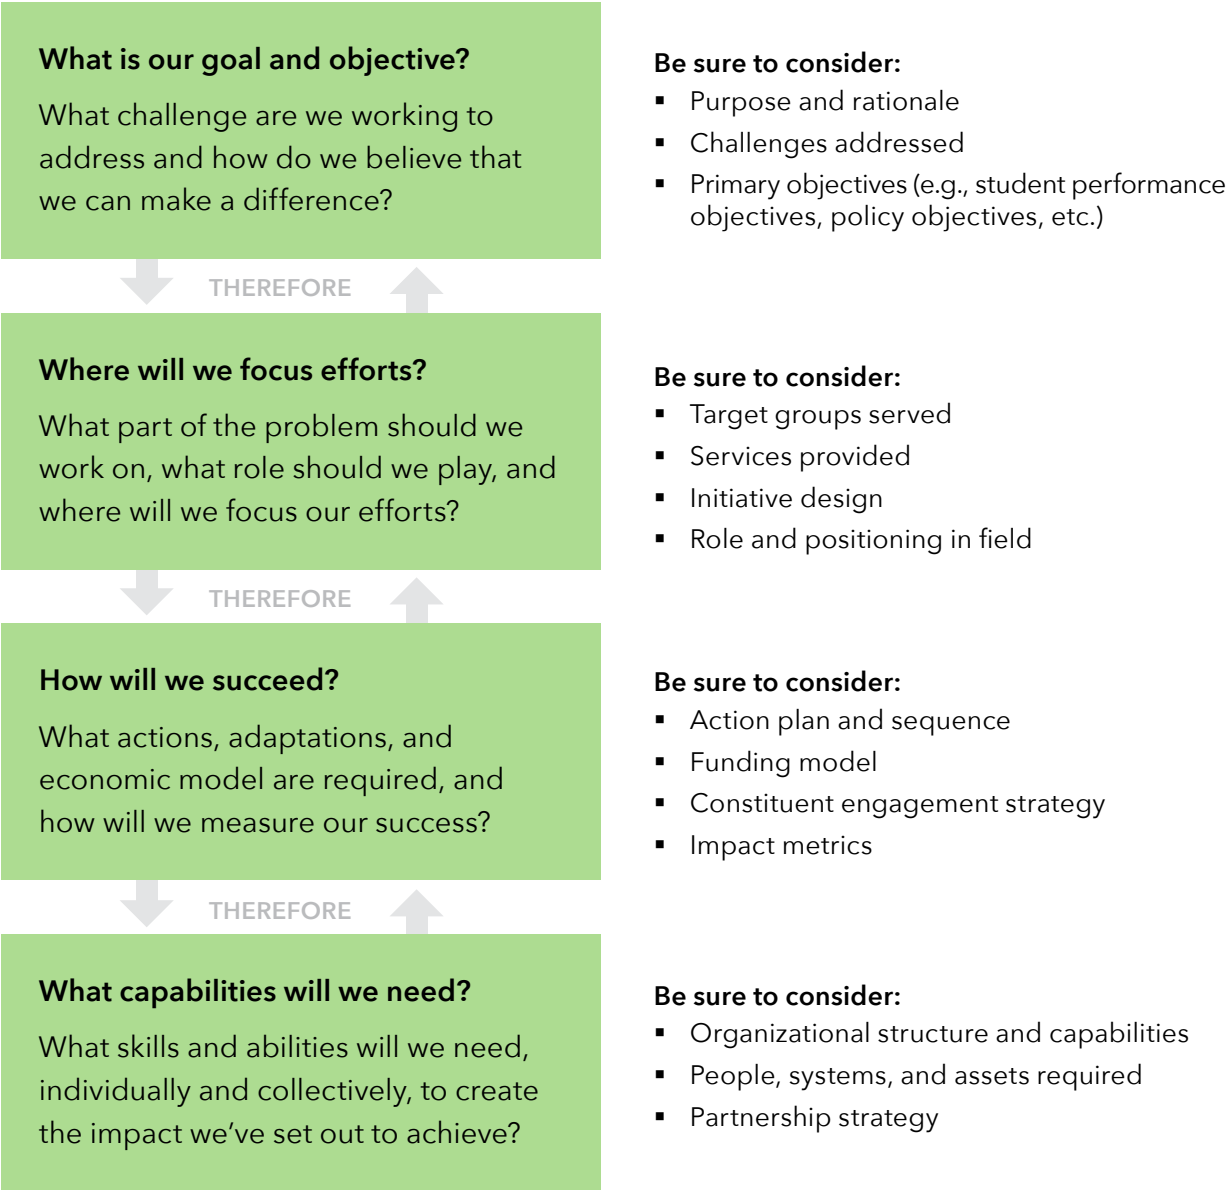 What is our goal and objective?
What challenge are we working to
address and how do we believe that
we can make a difference?
Be sure to consider:
▪ Purpose and rationale
▪ Challenges addressed
▪ Primary objectives (e.g., student performance
objectives, policy objectives, etc.)
THEREFORE
Where will we focus efforts?
What part of the problem should we
work on, what role should we play, and
where will we focus our efforts?
Be sure to consider:
▪ Target groups served
▪ Services provided
▪ Initiative design
▪ Role and positioning in field
THEREFORE
How will we succeed?
What actions, adaptations, and
economic model are required, and
how will we measure our success?
Be sure to consider:
▪ Action plan and sequence
▪ Funding model
▪ Constituent engagement strategy
▪ Impact metrics
THEREFORE
What capabilities will we need?
What skills and abilities will we need,
individually and collectively, to create
the impact we’ve set out to achieve?
Be sure to consider:
▪ Organizational structure and capabilities
▪ People, systems, and assets required
▪ Partnership strategy